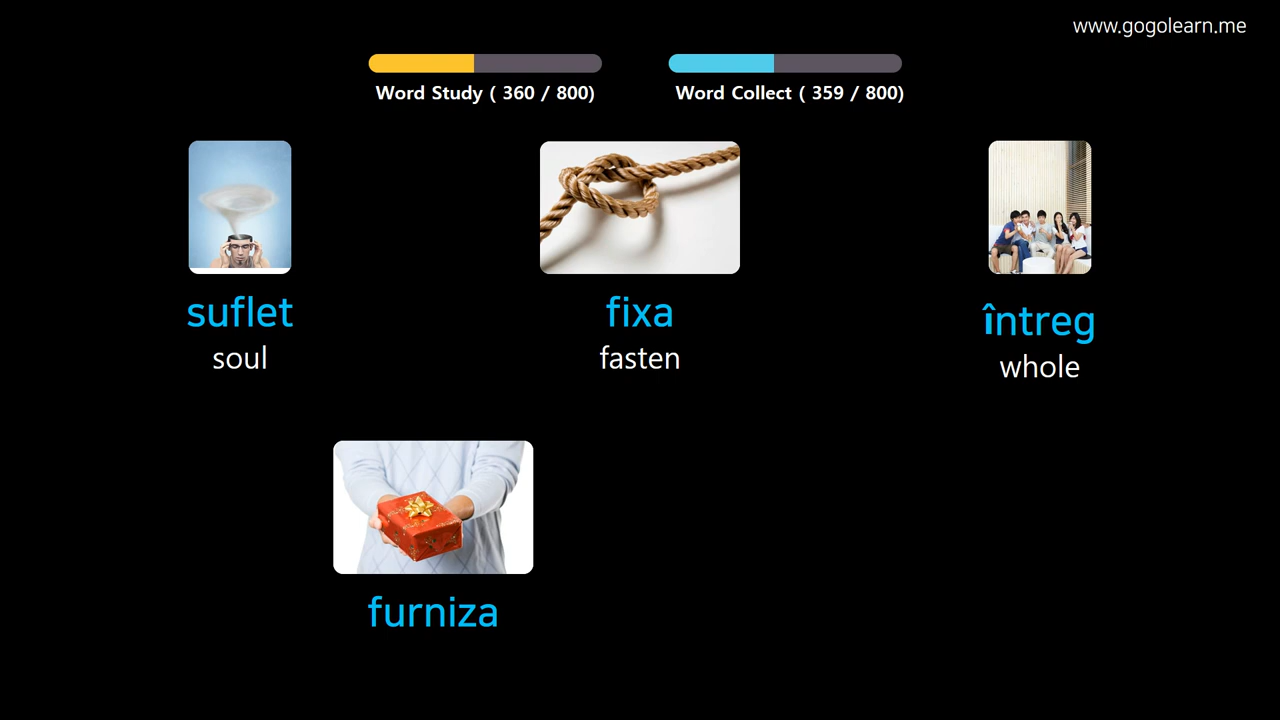 www.gogolearn.me
Word Study ( 360 / 800)
Word Collect ( 359 / 800)
suflet
soul
fixa
fasten
întreg
whole
furniza